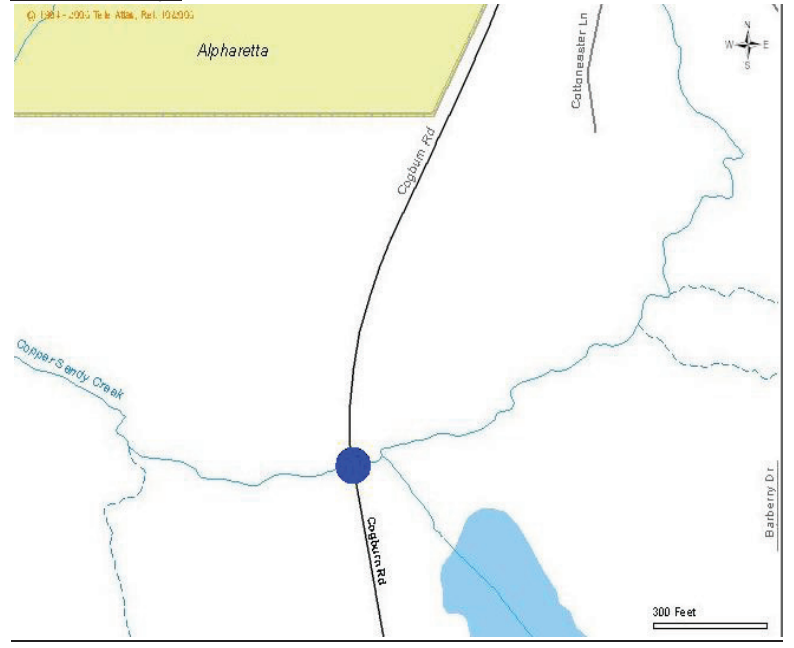 Alpharetta
Cottoneaster Ln
N
W E
S
Cogburn Rd
Copper Sandy Creek
Cogburn Rd
Barberry Dr
300 Feet